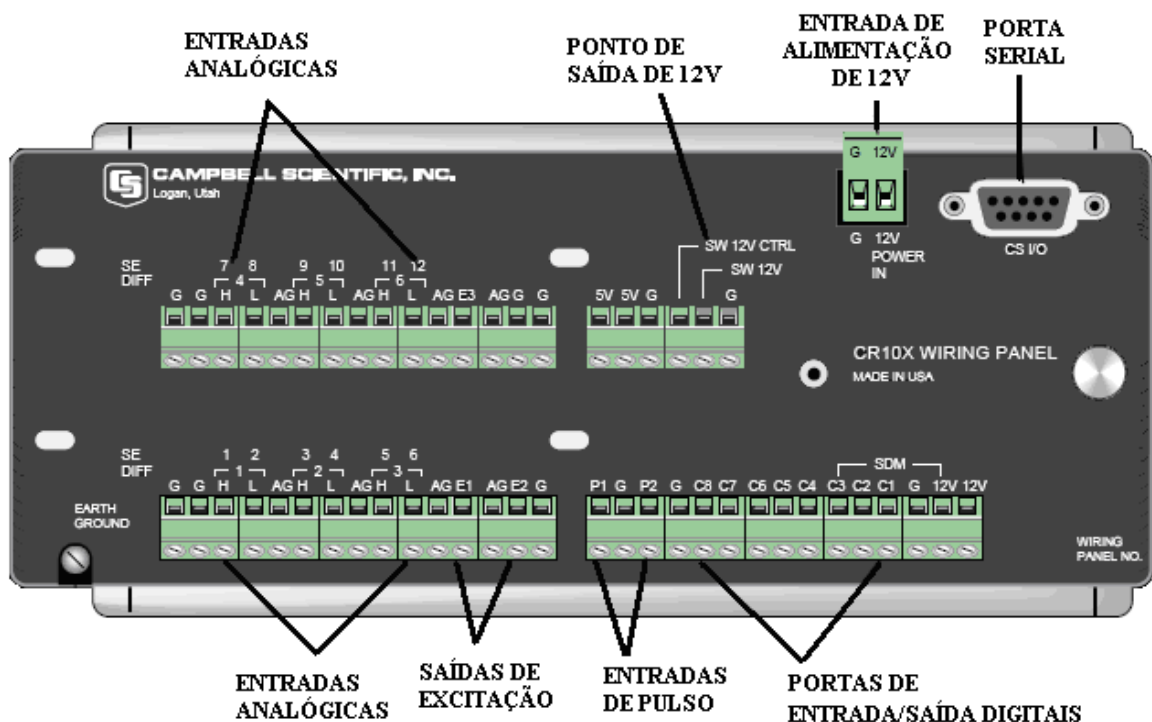 ENTRADAS
ANALÓGICAS
PONTO DE
SAÍDA DE 12V
ENTRADA DE
ALIMENTAÇÃO
DE 12V
PORTA
SERIAL
G 12V
CS CAMPBELL SCIENTIFIC, INC.
Logan, Utah
CS I/O
G 12V
POWER
IN
SW 12V CTRL
SW 12V
SE 7 8 9 10 11 12
DIFF 4 5 6
G G H L AG H L AG H L AG E3 AG G G
5V 5V G G
CR10X WIRING PANEL
MADE IN USA
SE 1 2 3 4 5 6
DIFF 1 2 3
SDM
G G H L AG H L AG H L AG E1 AG E2 G
P1 G P2 G C8 C7 C6 C5 C4 C3 C2 C1 G 12V 12V
EARTH
GROUND
WIRING
PANEL NO.
ENTRADAS
ANALÓGICAS
SAÍDAS DE
EXCITAÇÃO
ENTRADAS
DE PULSO
PORTAS DE
ENTRADA/SAÍDA DIGITAIS